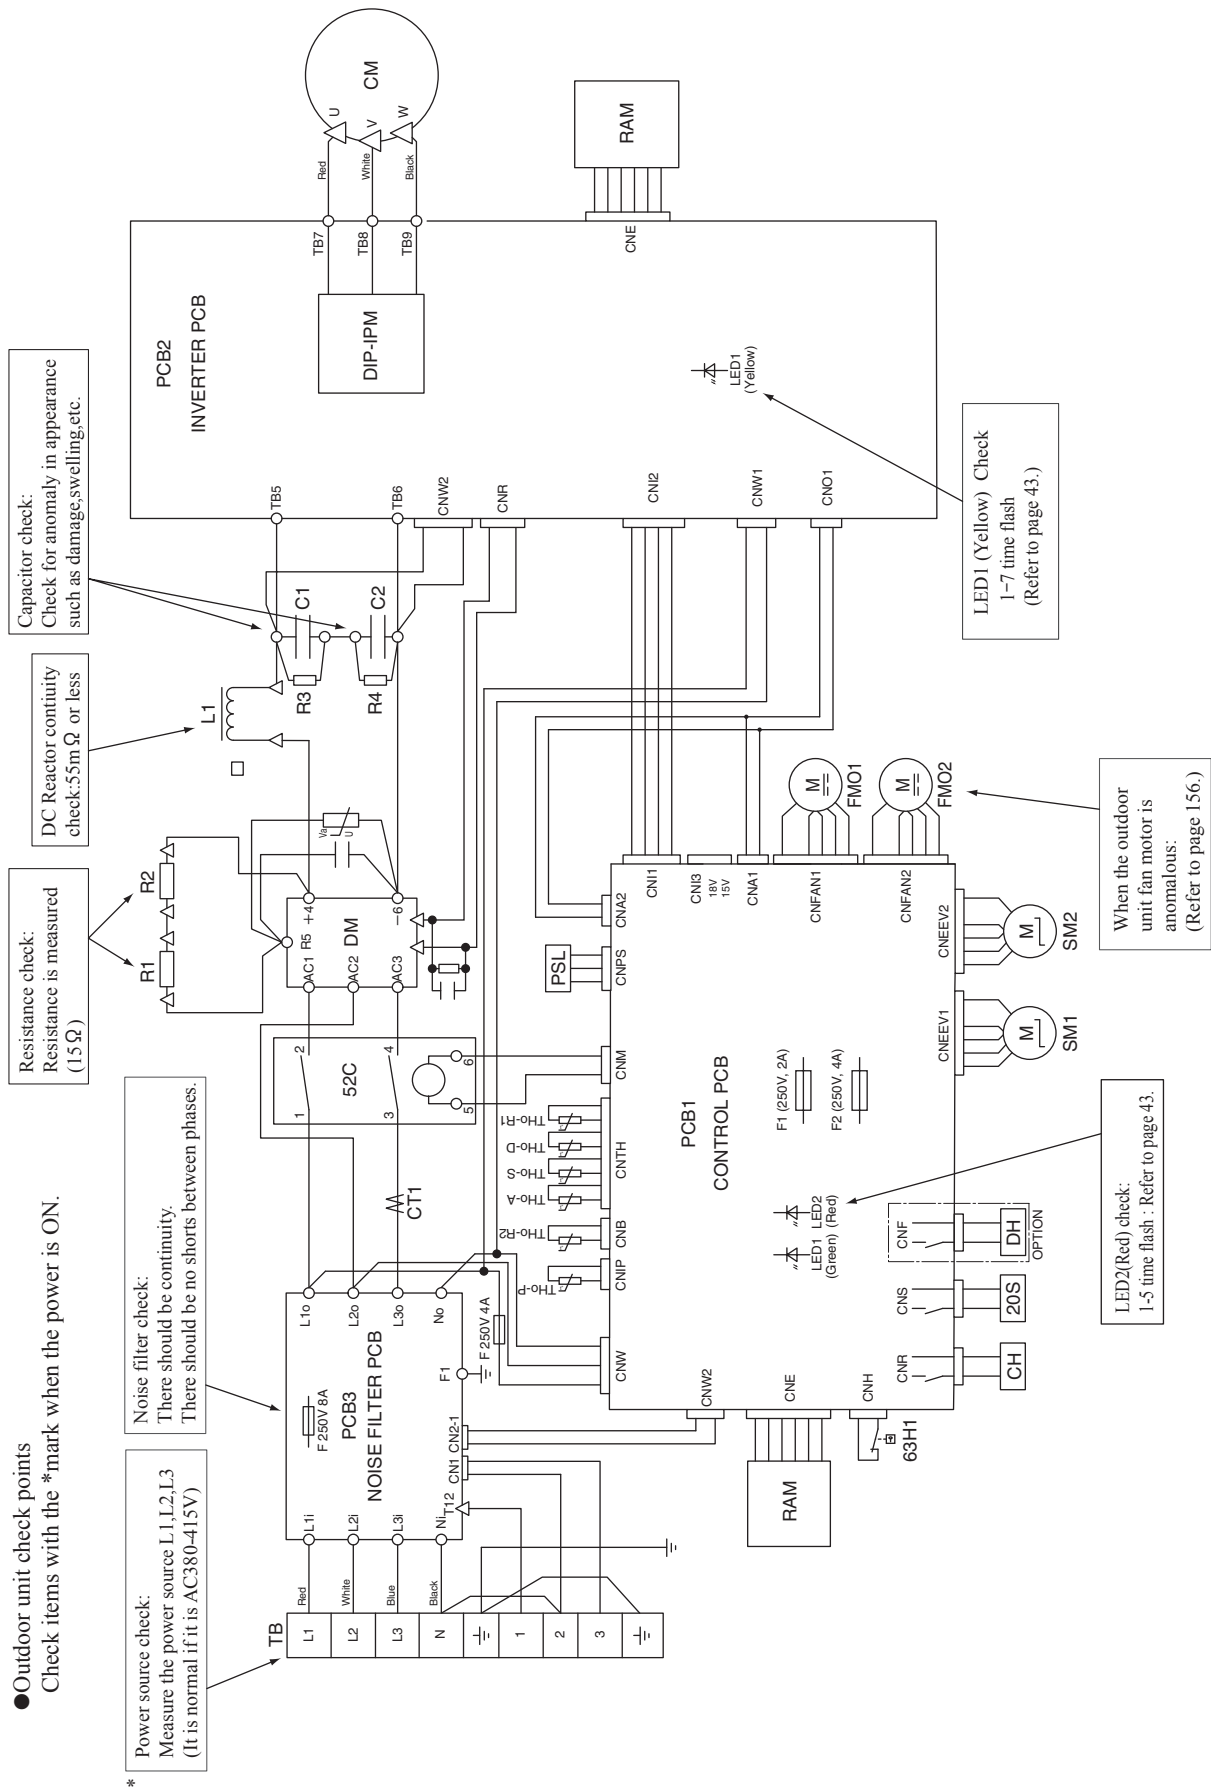 ●Outdoor unit check points
Check items with the *mark when the power is ON.
*
Power source check:
Measure the power source L1,L2,L3
(It is normal if it is AC380-415V)
Noise filter check:
There should be continuity.
There should be no shorts between phases.
Resistance check:
Resistance is measured
(15Ω)
DC Reactor contiuity
check:55mΩ or less
Capacitor check:
Check for anomaly in appearance
such as damage,swelling,etc.
TB
L1
L2
L3
N
1
2
3
Red
White
Blue
Black
L1i
L2i
L3i
Ni
T12
F 250V 8A
PCB3
NOISE FILTER PCB
CN1
CN2-1
F1
L1o
L2o
L3o
No
F 250V 4A
CT1
1
2
3
4
52C
5
6
R1
R2
AC1
AC2
AC3
R5
+4
−6
DM
Va
U
L1
R3
R4
C1
C2
TB5
TB6
CNW2
CNR
CNI2
CNW1
CNO1
PCB2
INVERTER PCB
DIP-IPM
TB7
TB8
TB9
Red
White
Black
U
V
W
CM
CNE
RAM
LED1
(Yellow)
LED1 (Yellow) Check
1−7 time flash
(Refer to page 43.)
THo-P
THo-R2
THo-A
THo-S
THo-D
THo-R1
PSL
CNW
CNIP
CNB
CNTH
CNM
CNPS
CNA2
CNI1
CNI3
18V
15V
CNA1
CNFAN1
CNFAN2
FMO1
FMO2
M
M
PCB1
CONTROL PCB
F1 (250V, 2A)
F2 (250V, 4A)
LED1
(Green)
LED2
(Red)
CNW2
CNE
RAM
CNH
63H1
CNR
CH
CNS
20S
CNF
DH
OPTION
CNEEV1
M
SM1
CNEEV2
M
SM2
LED2(Red) check:
1-5 time flash : Refer to page 43.
When the outdoor
unit fan motor is
anomalous:
(Refer to page 156.)